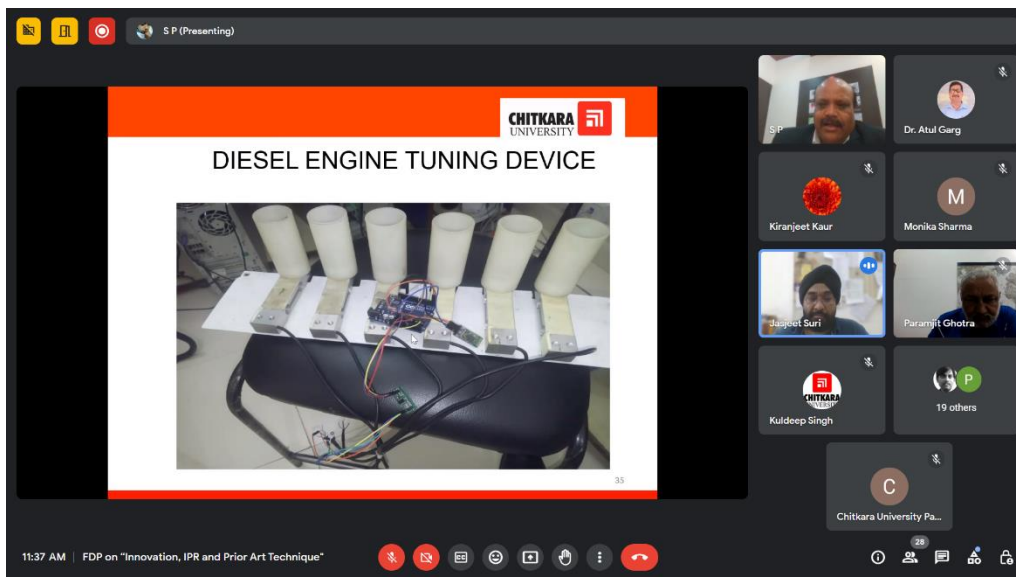 S P (Presenting)
CHITKARA
UNIVERSITY
DIESEL ENGINE TUNING DEVICE
35
S P
Dr. Atul Garg
Kiranjeet Kaur
M
Monika Sharma
Jasjeet Suri
Paramjit Ghotra
CHITKARA
UNIVERSITY
Kuldeep Singh
P
19 others
C
Chitkara University Pa...
11:37 AM | FDP on "Innovation, IPR and Prior Art Technique"
CC
28